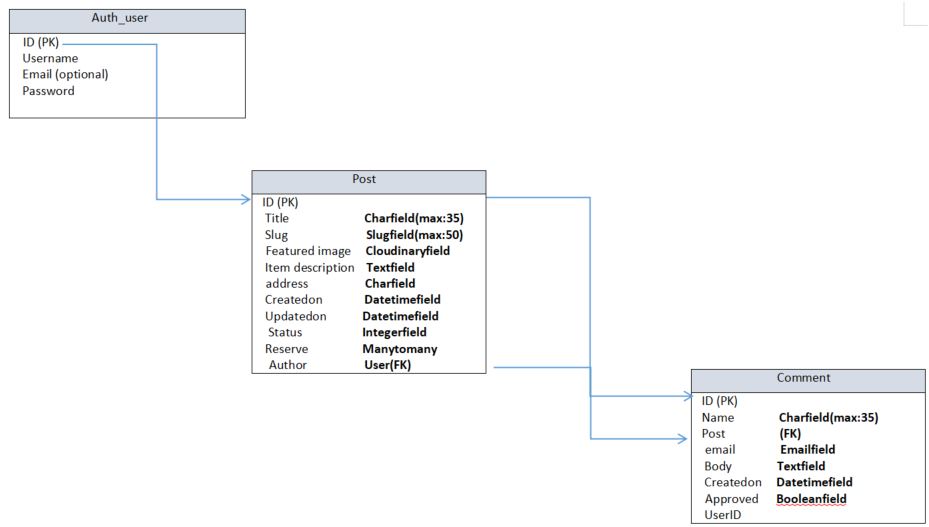 Auth_user
ID (PK)
Username
Email (optional)
Password
Post
ID (PK)
Title Charfield(max:35)
Slug Slugfield(max:50)
Featured image Cloudinaryfield
Item description Textfield
address Charfield
Createdon Datetimefield
Updatedon Datetimefield
Status Integerfield
Reserve Manytomany
Author User(FK)
Comment
ID (PK)
Name Charfield(max:35)
Post (FK)
email Emailfield
Body Textfield
Createdon Datetimefield
Approved Booleanfield
UserID